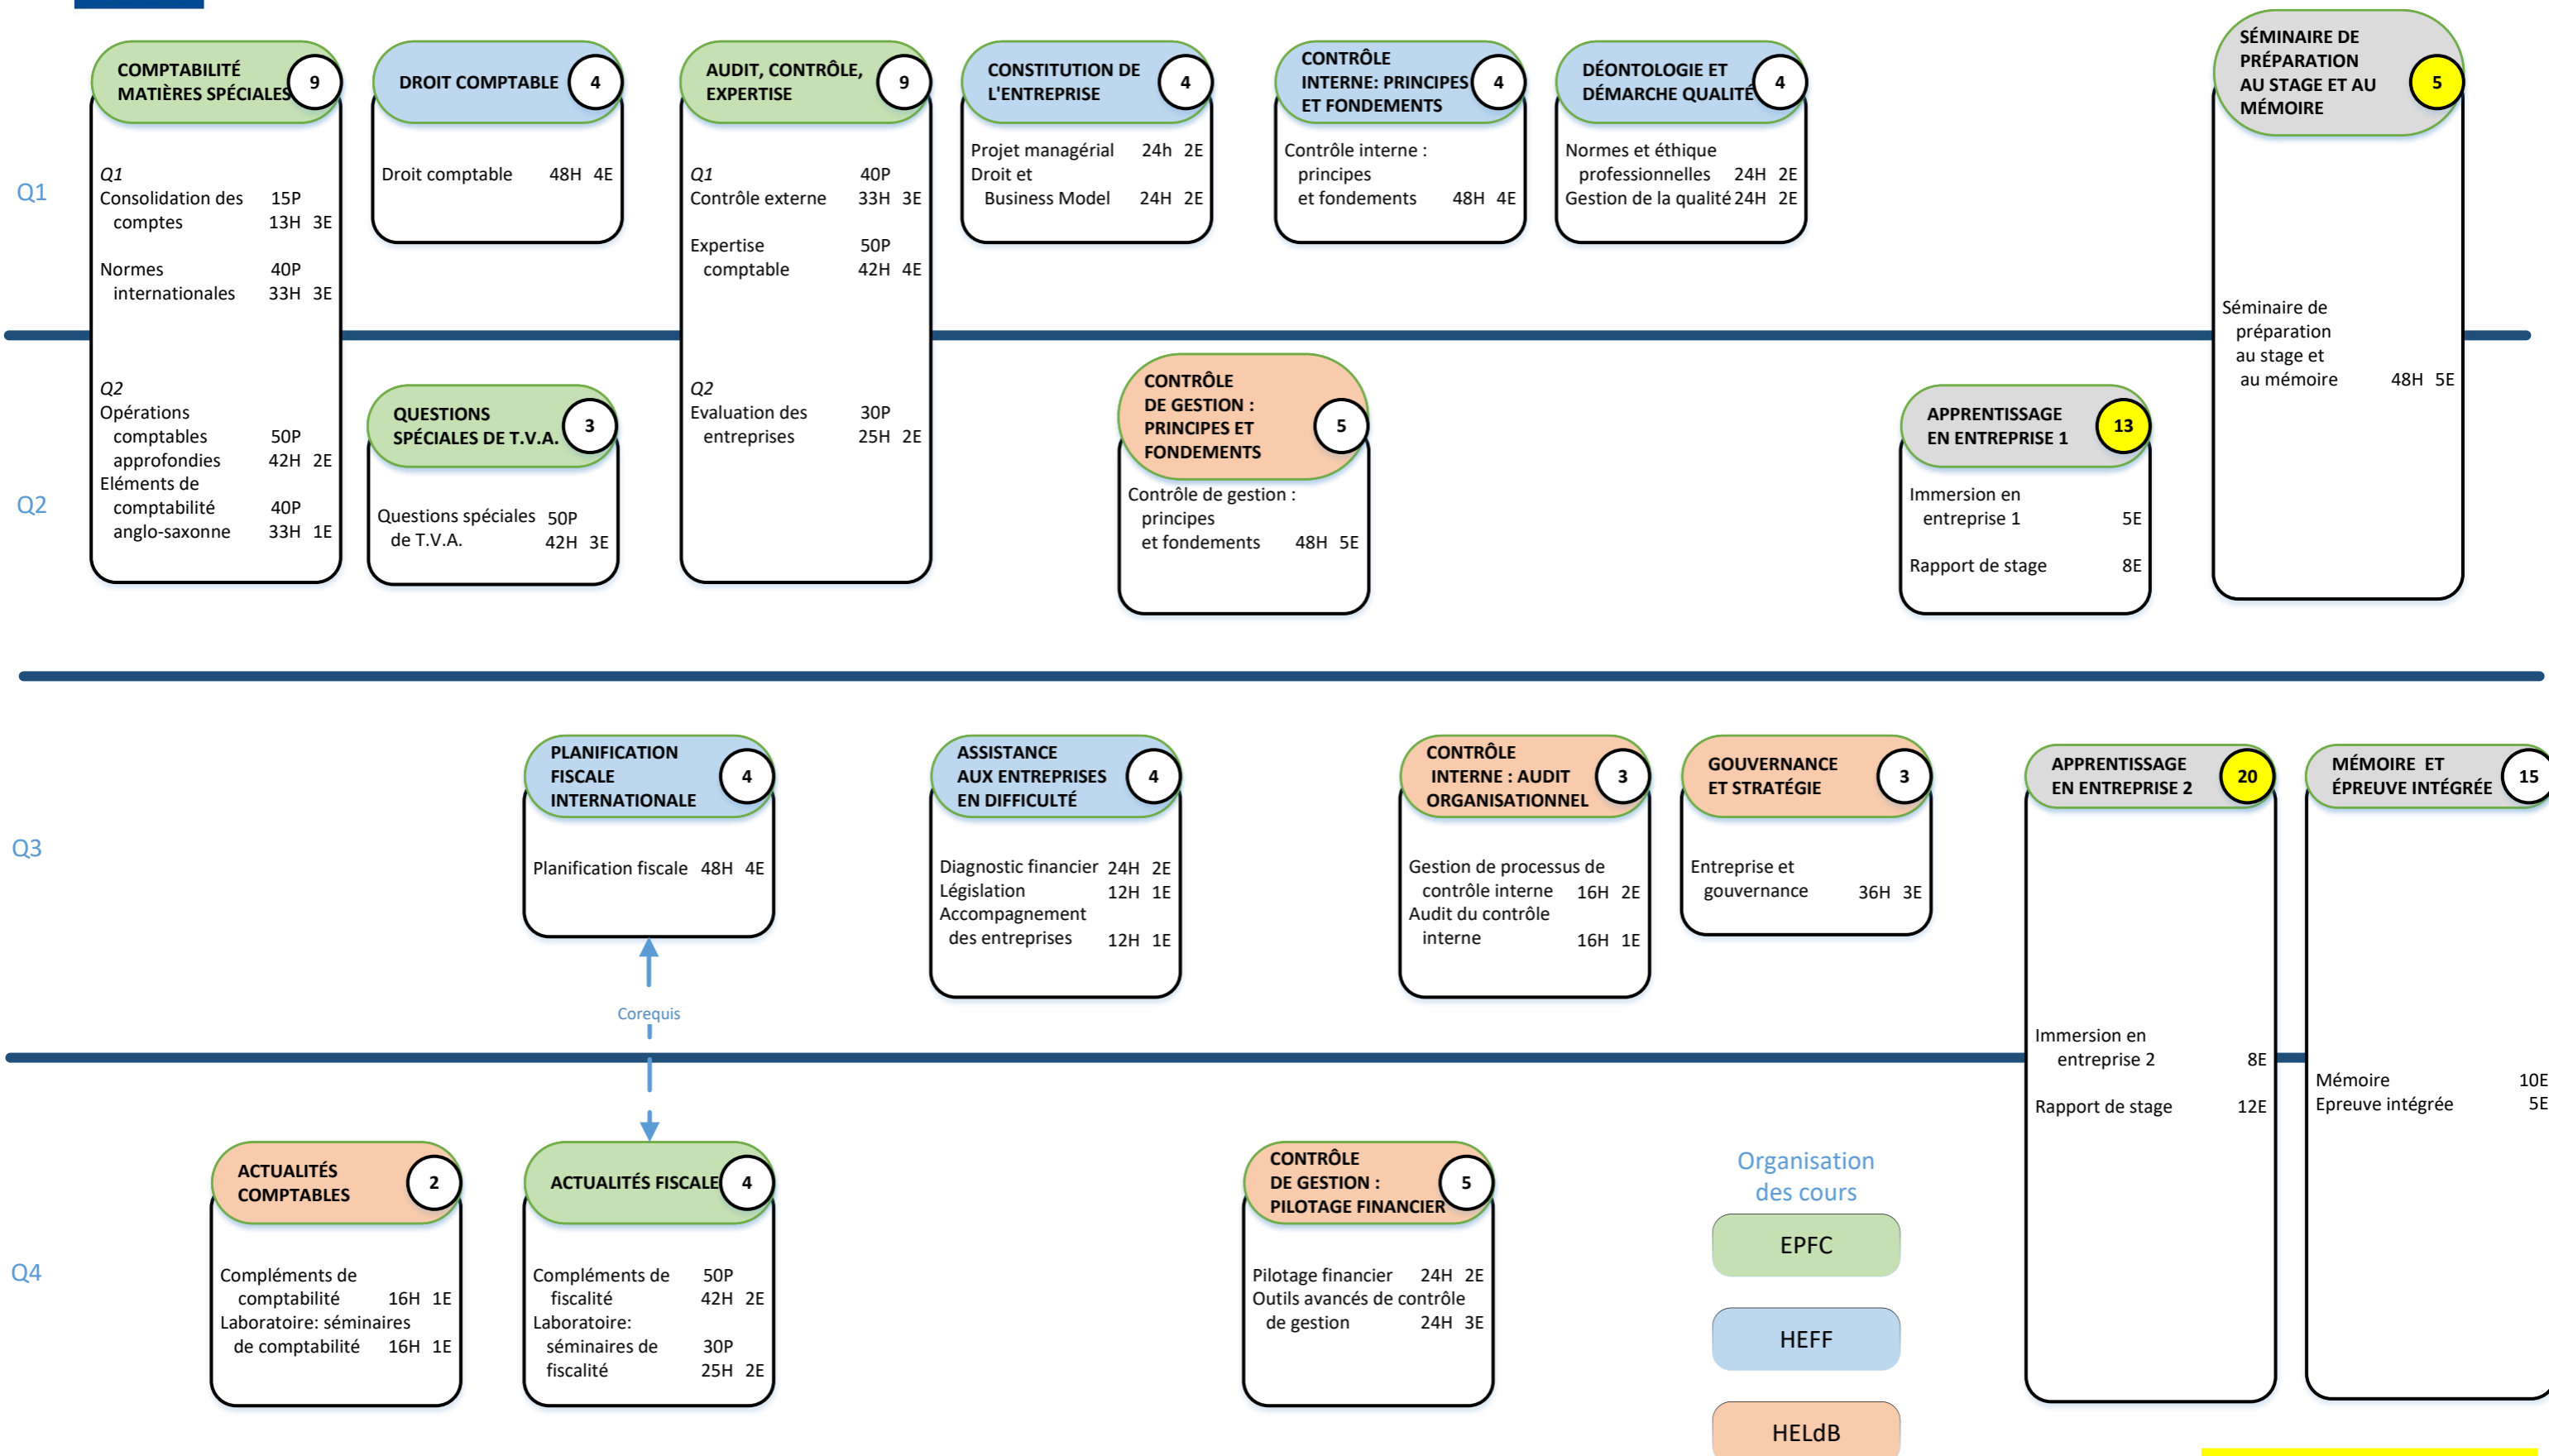 COMPTABILITÉ
MATIÈRES SPÉCIALES
9
Q1
Consolidation des 15P
comptes 13H 3E
Normes 40P
internationales 33H 3E
Q2
Opérations
comptables 50P
approfondies 42H 2E
Eléments de
comptabilité 40P
anglo-saxonne 33H 1E
DROIT COMPTABLE
4
Droit comptable 48H 4E
AUDIT, CONTRÔLE,
EXPERTISE
9
Q1 40P
Contrôle externe 33H 3E
Expertise 50P
comptable 42H 4E
Q2
Evaluation des 30P
entreprises 25H 2E
CONSTITUTION DE
L'ENTREPRISE
4
Projet managérial 24h 2E
Droit et
Business Model 24H 2E
CONTRÔLE
INTERNE: PRINCIPES
ET FONDEMENTS
4
Contrôle interne :
principes
et fondements 48H 4E
DÉONTOLOGIE ET
DÉMARCHE QUALITÉ
4
Normes et éthique
professionnelles 24H 2E
Gestion de la qualité 24H 2E
SÉMINAIRE DE
PRÉPARATION
AU STAGE ET AU
MÉMOIRE
5
Séminaire de
préparation
au stage et
au mémoire 48H 5E
Q1
Q2
QUESTIONS
SPÉCIALES DE T.V.A.
3
Questions spéciales 50P
de T.V.A. 42H 3E
CONTRÔLE
DE GESTION :
PRINCIPES ET
FONDEMENTS
5
Contrôle de gestion :
principes
et fondements 48H 5E
APPRENTISSAGE
EN ENTREPRISE 1
13
Immersion en
entreprise 1 5E
Rapport de stage 8E
Q3
PLANIFICATION
FISCALE
INTERNATIONALE
4
Planification fiscale 48H 4E
Corequis
ASSISTANCE
AUX ENTREPRISES
EN DIFFICULTÉ
4
Diagnostic financier 24H 2E
Législation 12H 1E
Accompagnement
des entreprises 12H 1E
CONTRÔLE
INTERNE : AUDIT
ORGANISATIONNEL
3
Gestion de processus de
contrôle interne 16H 2E
Audit du contrôle
interne 16H 1E
GOUVERNANCE
ET STRATÉGIE
3
Entreprise et
gouvernance 36H 3E
APPRENTISSAGE
EN ENTREPRISE 2
20
Immersion en
entreprise 2 8E
Rapport de stage 12E
MÉMOIRE ET
ÉPREUVE INTÉGRÉE
15
Mémoire 10E
Epreuve intégrée 5E
Q4
ACTUALITÉS
COMPTABLES
2
Compléments de
comptabilité 16H 1E
Laboratoire: séminaires
de comptabilité 16H 1E
ACTUALITÉS FISCALE
4
Compléments de 50P
fiscalité 42H 2E
Laboratoire:
séminaires de 30P
fiscalité 25H 2E
CONTRÔLE
DE GESTION :
PILOTAGE FINANCIER
5
Pilotage financier 24H 2E
Outils avancés de contrôle
de gestion 24H 3E
Organisation
des cours
EPFC
HEFF
HELdB